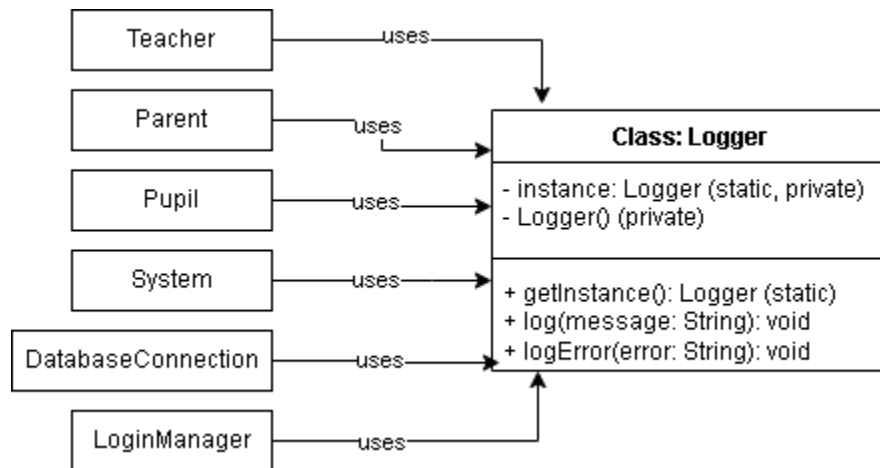 Teacher
uses
Parent
uses
Class: Logger
- instance: Logger (static, private)
- Logger() (private)
Pupil
uses
System
uses
+ getInstance(): Logger (static)
+ log(message: String): void
+ logError(error: String): void
DatabaseConnection
uses
LoginManager
uses